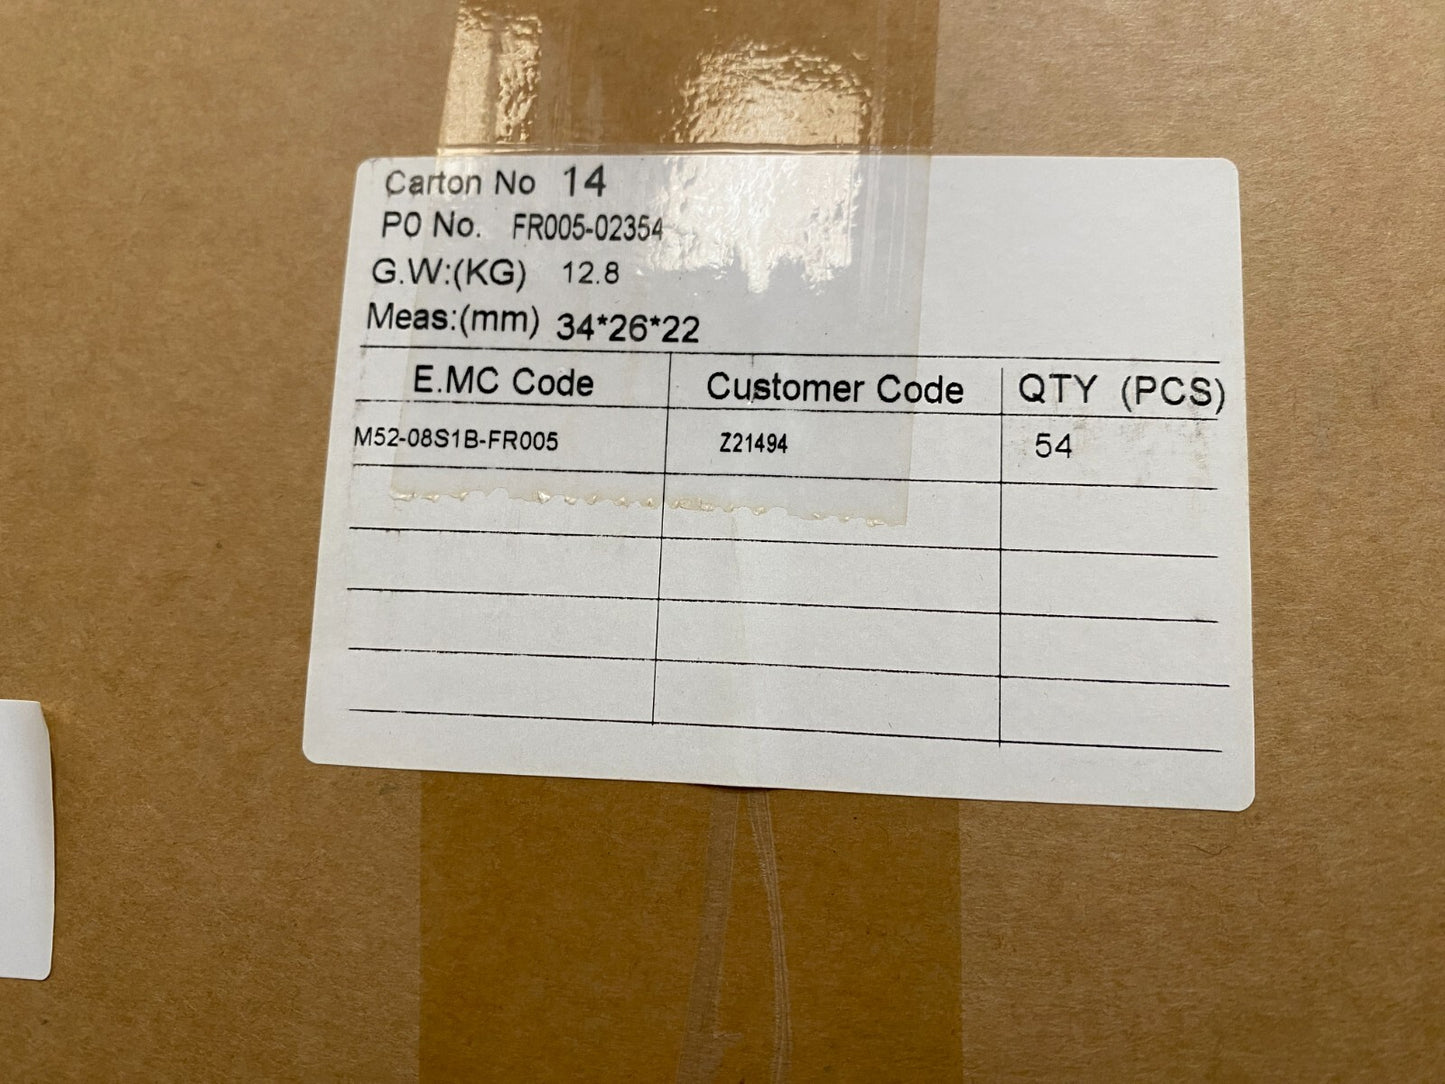 Carton No 14
PO No. FR005-02354
G.W:(KG) 12.8
Meas:(mm) 34*26*22
E.MC Code Customer Code QTY (PCS)
M52-08S1B-FR005 Z21494 54